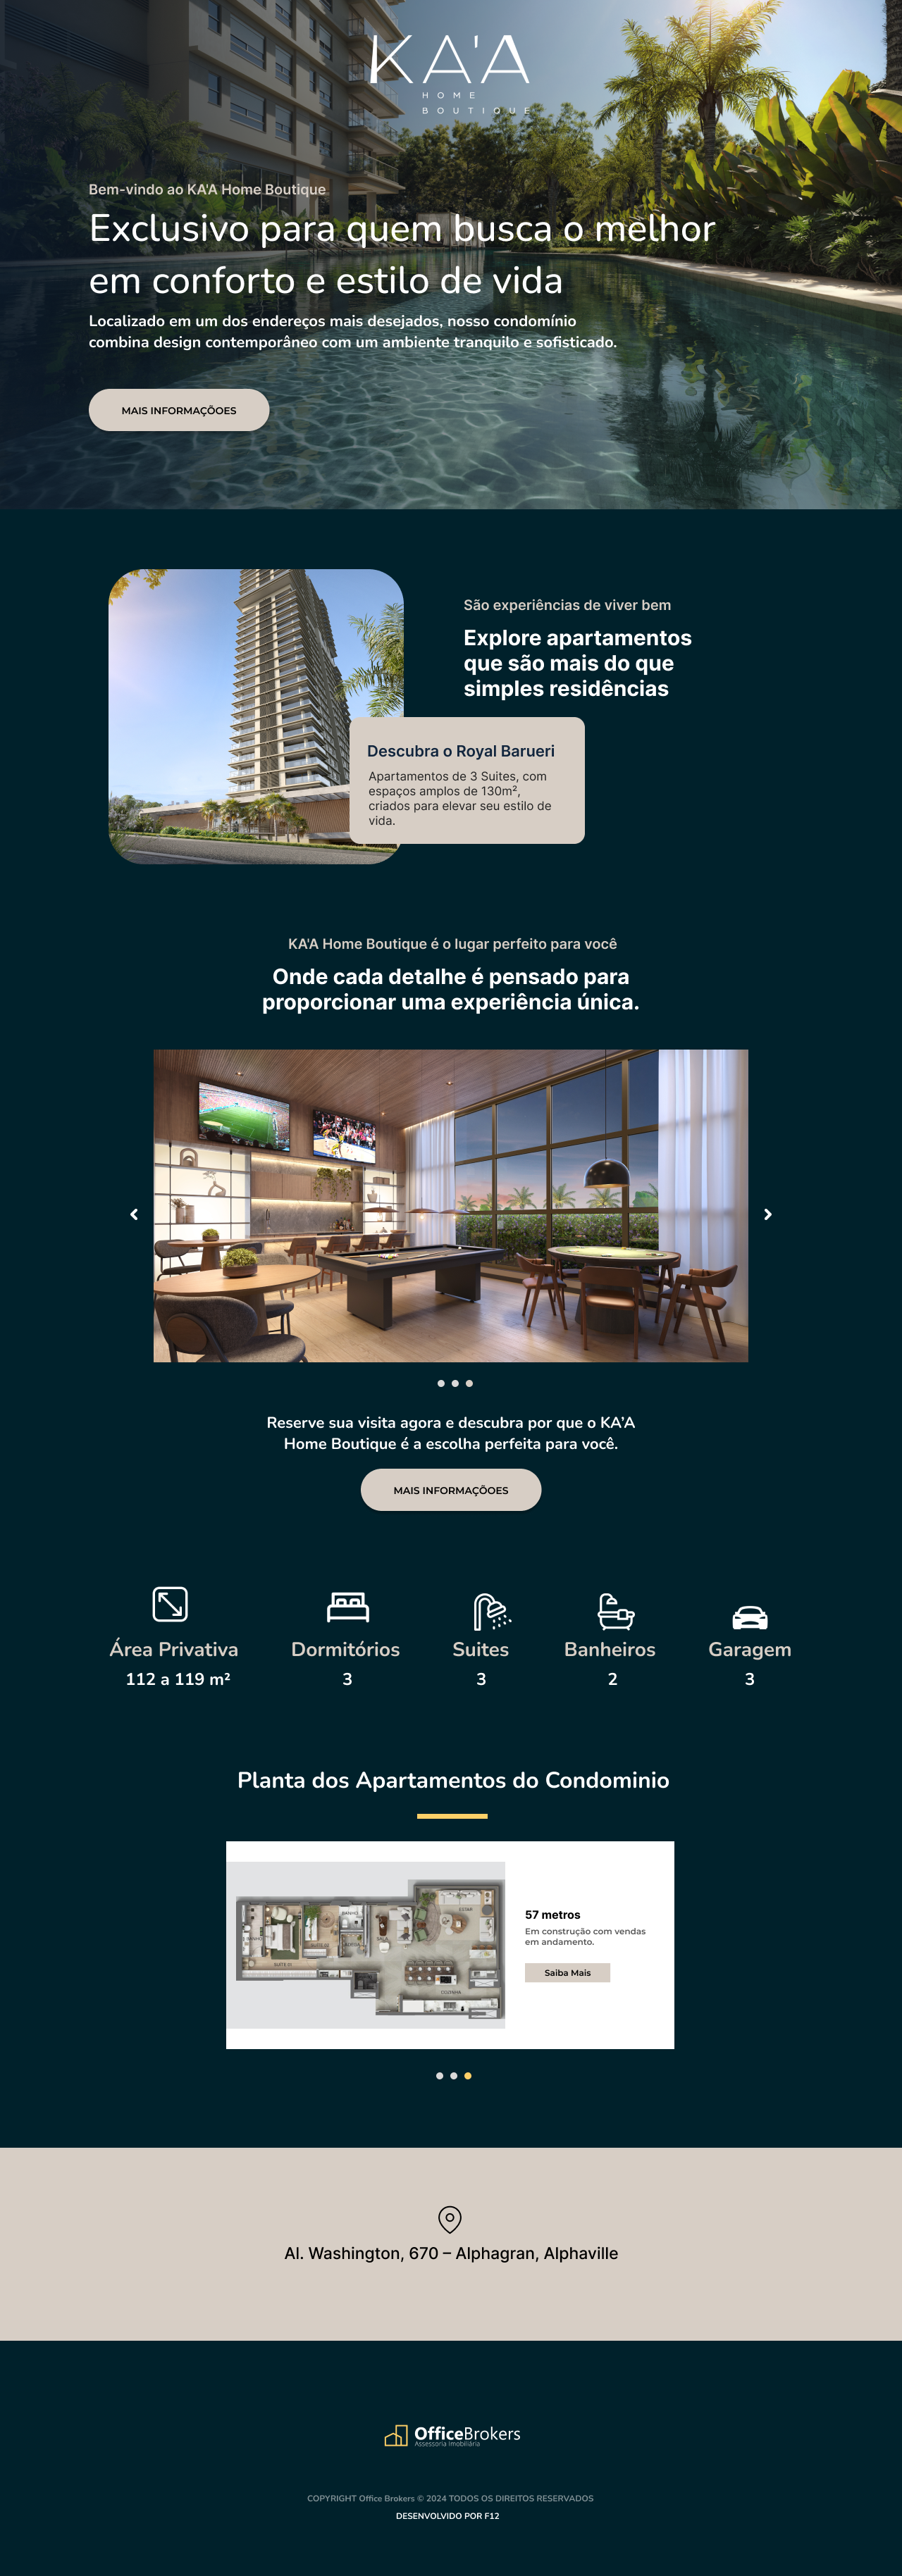 KA'A
HOME
BOUTIQUE
Bem-vindo ao KA'A Home Boutique
Exclusivo para quem busca o melhor
em conforto e estilo de vida
Localizado em um dos endereços mais desejados, nosso condomínio
combina design contemporâneo com um ambiente tranquilo e sofisticado.
MAIS INFORMAÇÕOES
São experiências de viver bem
Explore apartamentos
que são mais do que
simples residências
Descubra o Royal Barueri
Apartamentos de 3 Suites, com
espaços amplos de 130m²,
criados para elevar seu estilo de
vida.
KA'A Home Boutique é o lugar perfeito para você
Onde cada detalhe é pensado para
proporcionar uma experiência única.
Reserve sua visita agora e descubra por que o KA’A
Home Boutique é a escolha perfeita para você.
MAIS INFORMAÇÕOES
Área Privativa
112 a 119 m²
Dormitórios
3
Suites
3
Banheiros
2
Garagem
3
Planta dos Apartamentos do Condominio
57 metros
Em construção com vendas
em andamento.
Saiba Mais
Al. Washington, 670 – Alphagran, Alphaville
OfficeBrokers
Assessoria Imobiliária
COPYRIGHT Office Brokers © 2024 TODOS OS DIREITOS RESERVADOS
DESENVOLVIDO POR F12